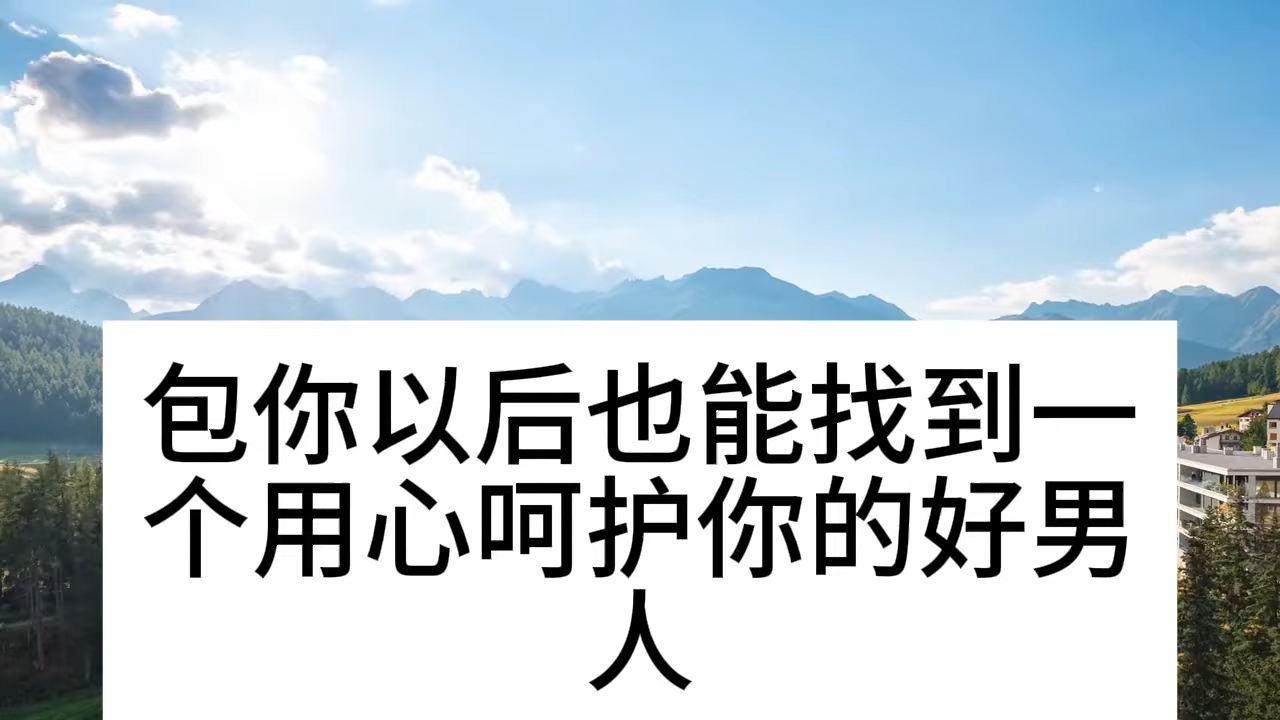 包你以后也能找到一
个用心呵护你的好男
人